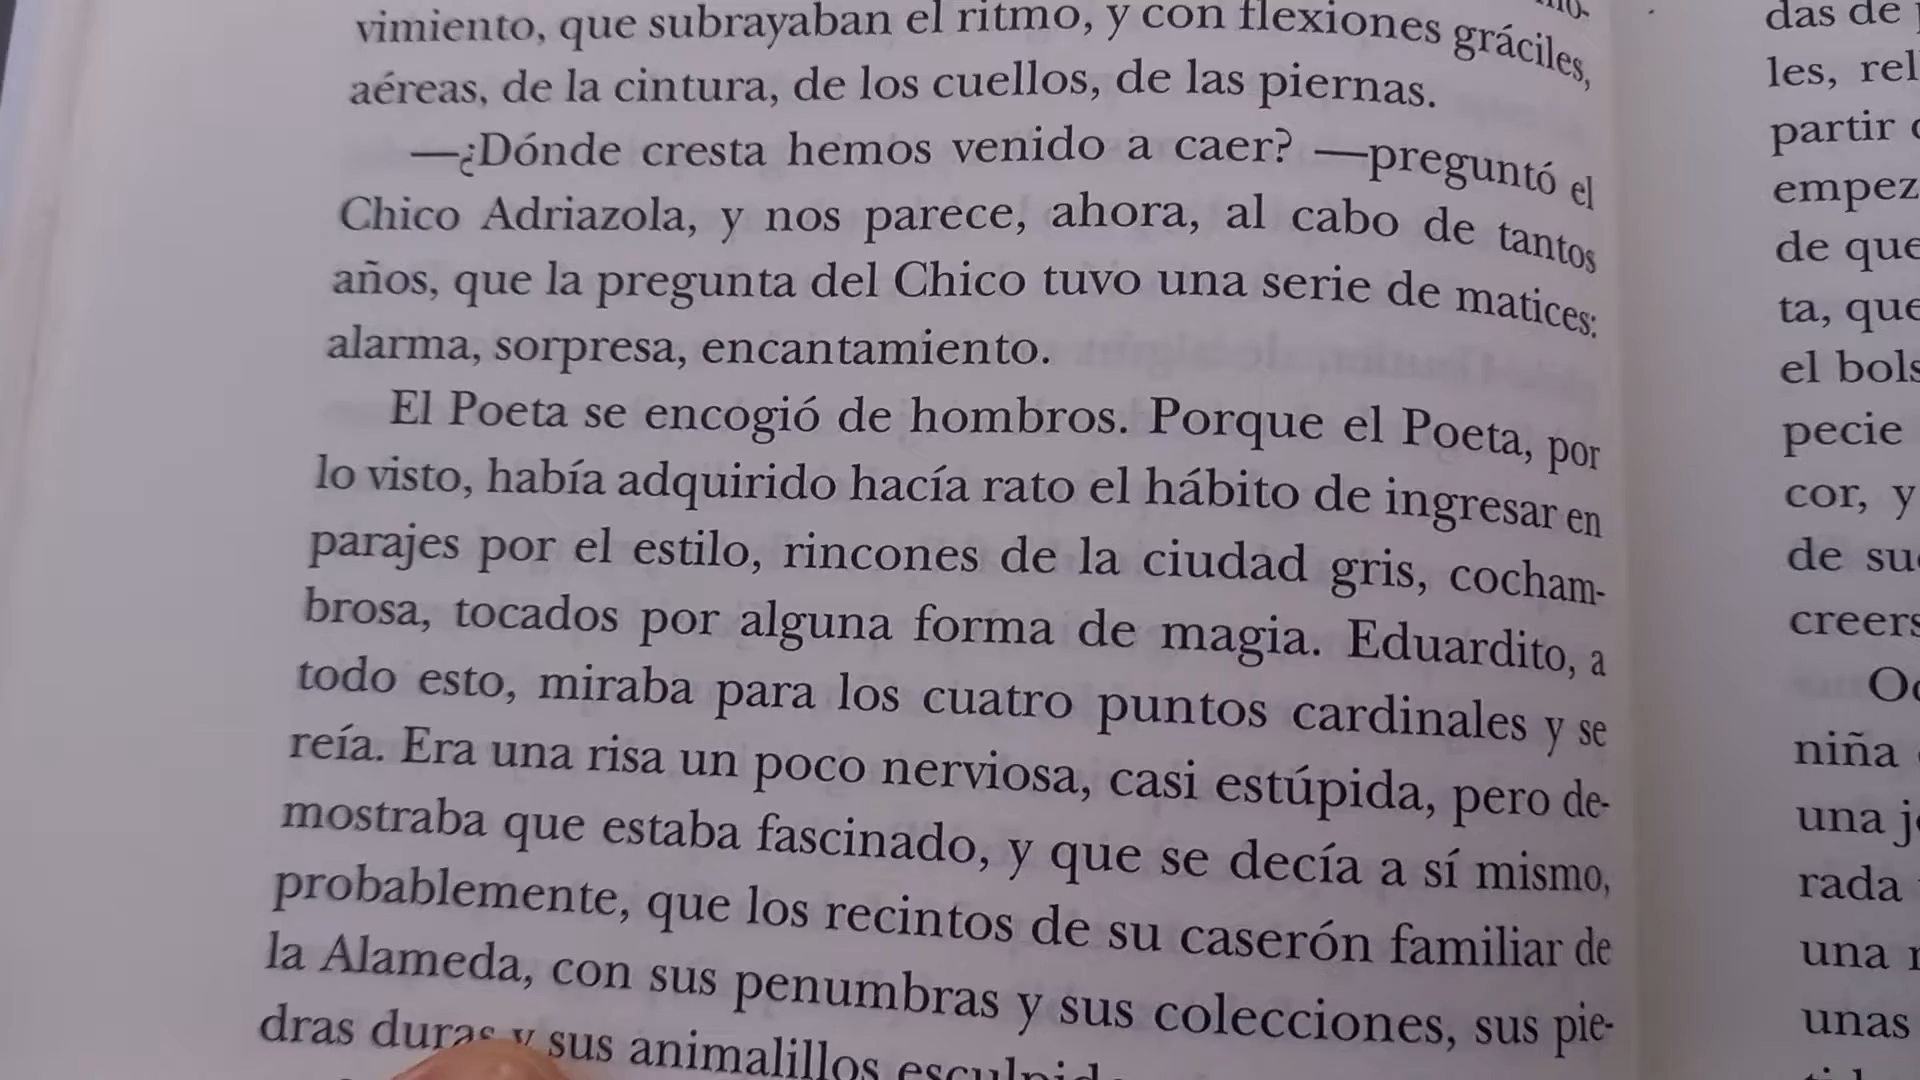 vimiento, que subrayaban el ritmo, y con flexiones gráciles,
aéreas, de la cintura, de los cuellos, de las piernas.
—¿Dónde cresta hemos venido a caer? —preguntó el
Chico Adriazola, y nos parece, ahora, al cabo de tantos
años, que la pregunta del Chico tuvo una serie de matices:
alarma, sorpresa, encantamiento.
El Poeta se encogió de hombros. Porque el Poeta, por
lo visto, había adquirido hacía rato el hábito de ingresar en
parajes por el estilo, rincones de la ciudad gris, cocham-
brosa, tocados por alguna forma de magia. Eduardito, a
todo esto, miraba para los cuatro puntos cardinales y se
reía. Era una risa un poco nerviosa, casi estúpida, pero de-
mostraba que estaba fascinado, y que se decía a sí mismo,
probablemente, que los recintos de su caserón familiar de
la Alameda, con sus penumbras y sus colecciones, sus pie-
dras duras y sus animalillos
das de
les, rel
partir
empez
de que
ta, que
el bols
pecie
cor, y
de su
creers
niña
una
rada
una
unas